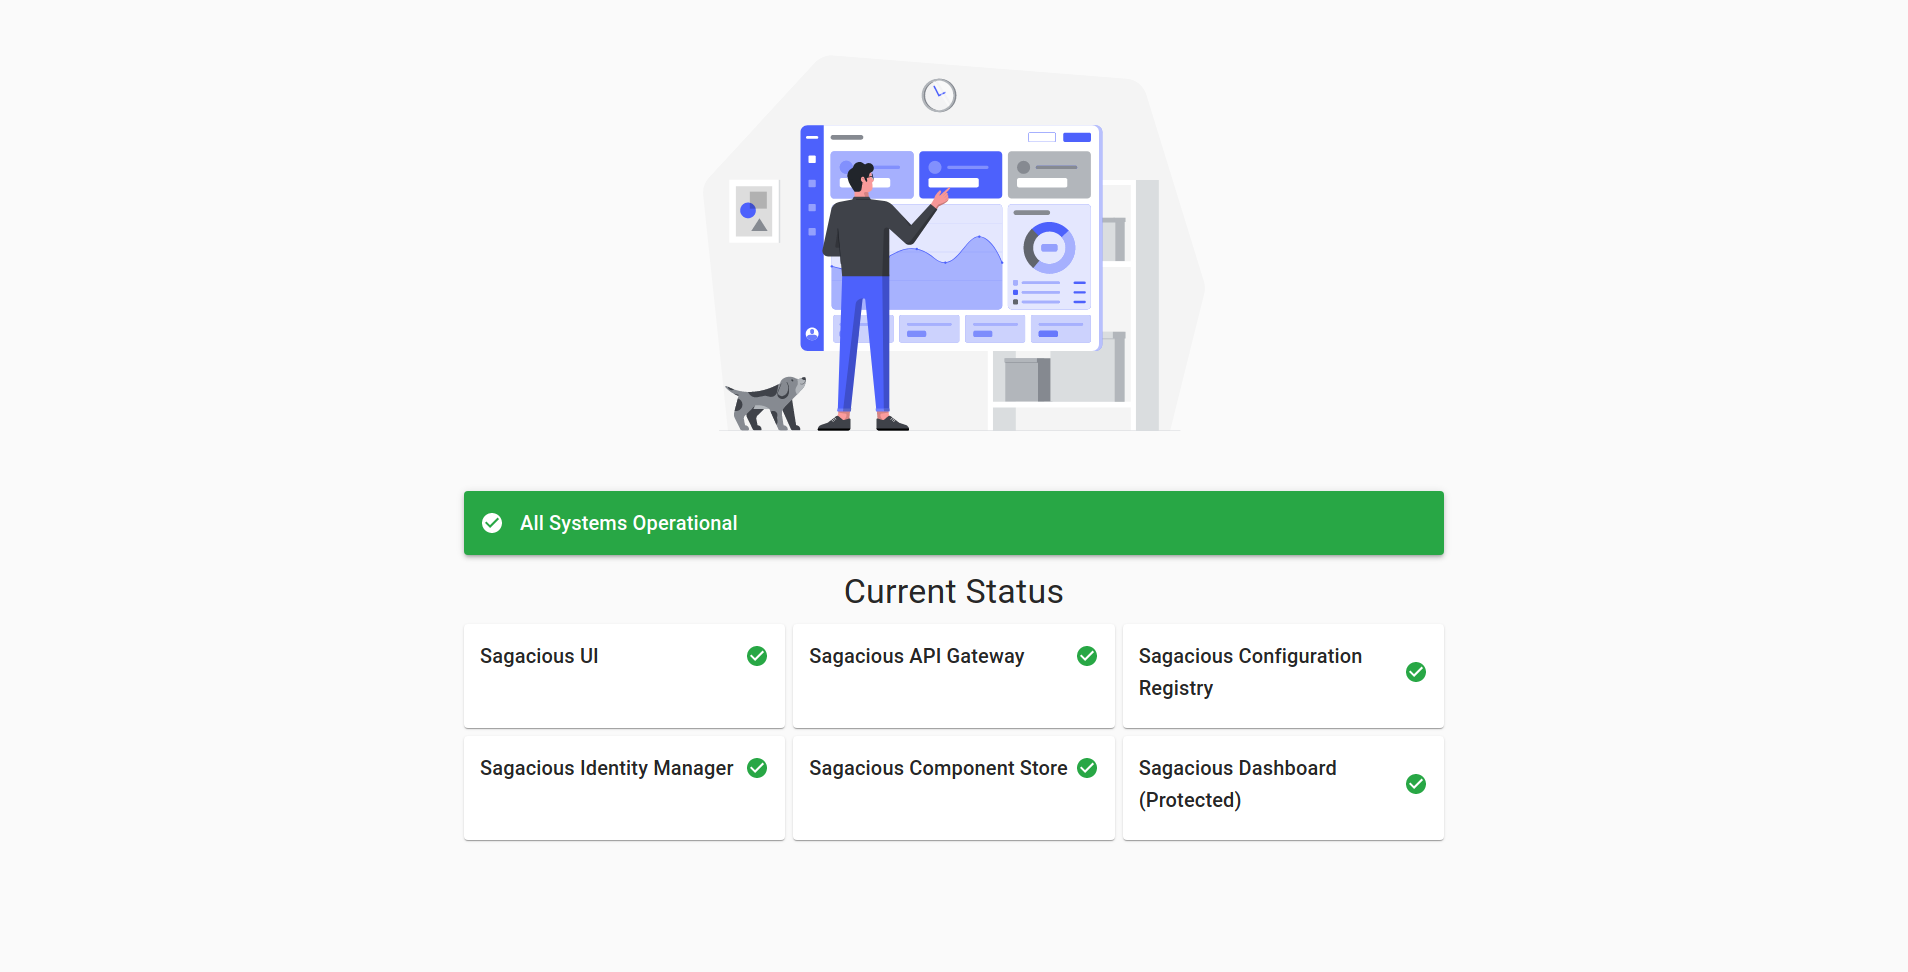 All Systems Operational
Current Status
Sagacious UI
Sagacious API Gateway
Sagacious Configuration
Registry
Sagacious Identity Manager
Sagacious Component Store
Sagacious Dashboard
(Protected)